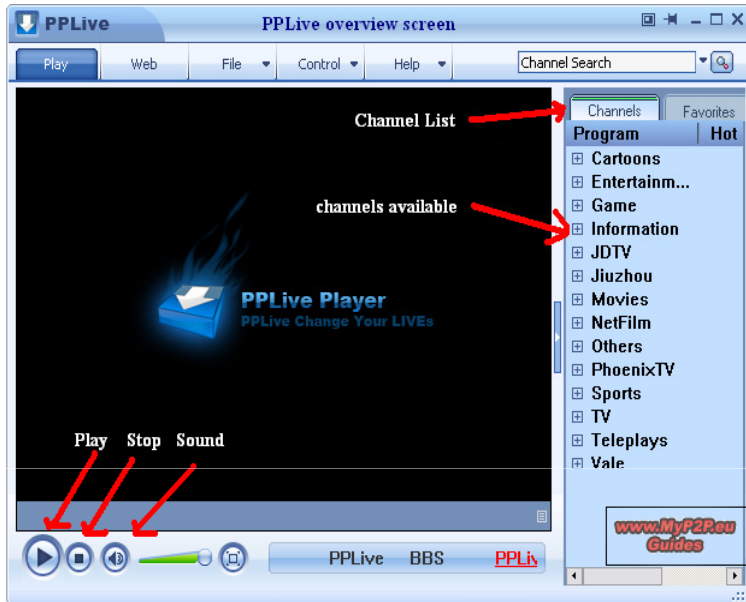 PPLive
PPLive overview screen
Play Web File Control Help
Channel Search
Channels Favorites
Program Hot
Channel List
Cartoons
Entertainm...
Game
channels available
Information
JDTV
Jiuzhou
Movies
NetFilm
Others
PhoenixTV
Sports
TV
Teleplays
Vale
PPLive Player
PPLive Change Your LIVEs
Play Stop Sound
www.MyP2P.eu
Guides
PPLive BBS PPLiv